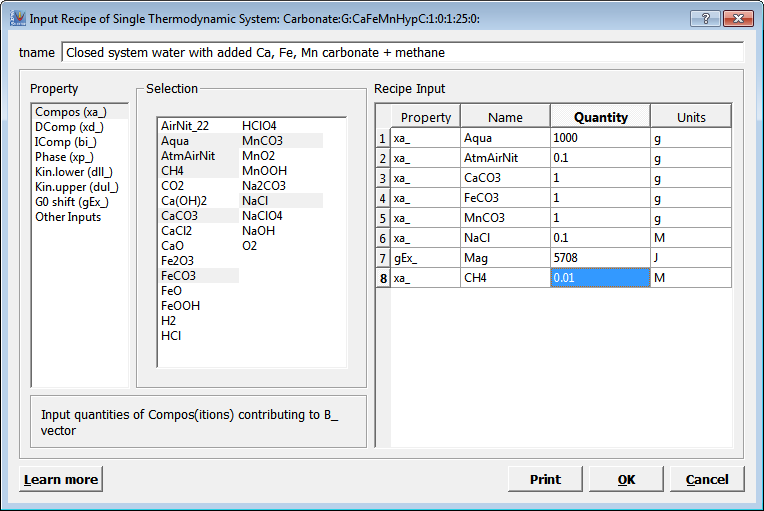 Input Recipe of Single Thermodynamic System: Carbonate:G:CaFeMnHypC:1:0:1:25:0:
tname Closed system water with added Ca, Fe, Mn carbonate + methane
Property
Compos (xa_)
DComp (xd_)
IComp (bi_)
Phase (xp_)
Kin.lower (dll_)
Kin.upper (dul_)
G0 shift (gEx_)
Other Inputs
Selection
AirNit_22 HClO4
Aqua MnCO3
AtmAirNit MnO2
CH4 MnOOH
CO2 Na2CO3
Ca(OH)2 NaCl
CaCO3 NaClO4
CaCl2 NaOH
CaO O2
Fe2O3
FeCO3
FeO
FeOOH
H2
HCl
Recipe Input
Property Name Quantity Units
1 xa_ Aqua 1000 g
2 xa_ AtmAirNit 0.1 g
3 xa_ CaCO3 1 g
4 xa_ FeCO3 1 g
5 xa_ MnCO3 1 g
6 xa_ NaCl 0.1 M
7 gEx_ Mag 5708 J
8 xa_ CH4 0.01 M
Input quantities of Compos(itions) contributing to B_
vector
Learn more Print OK Cancel